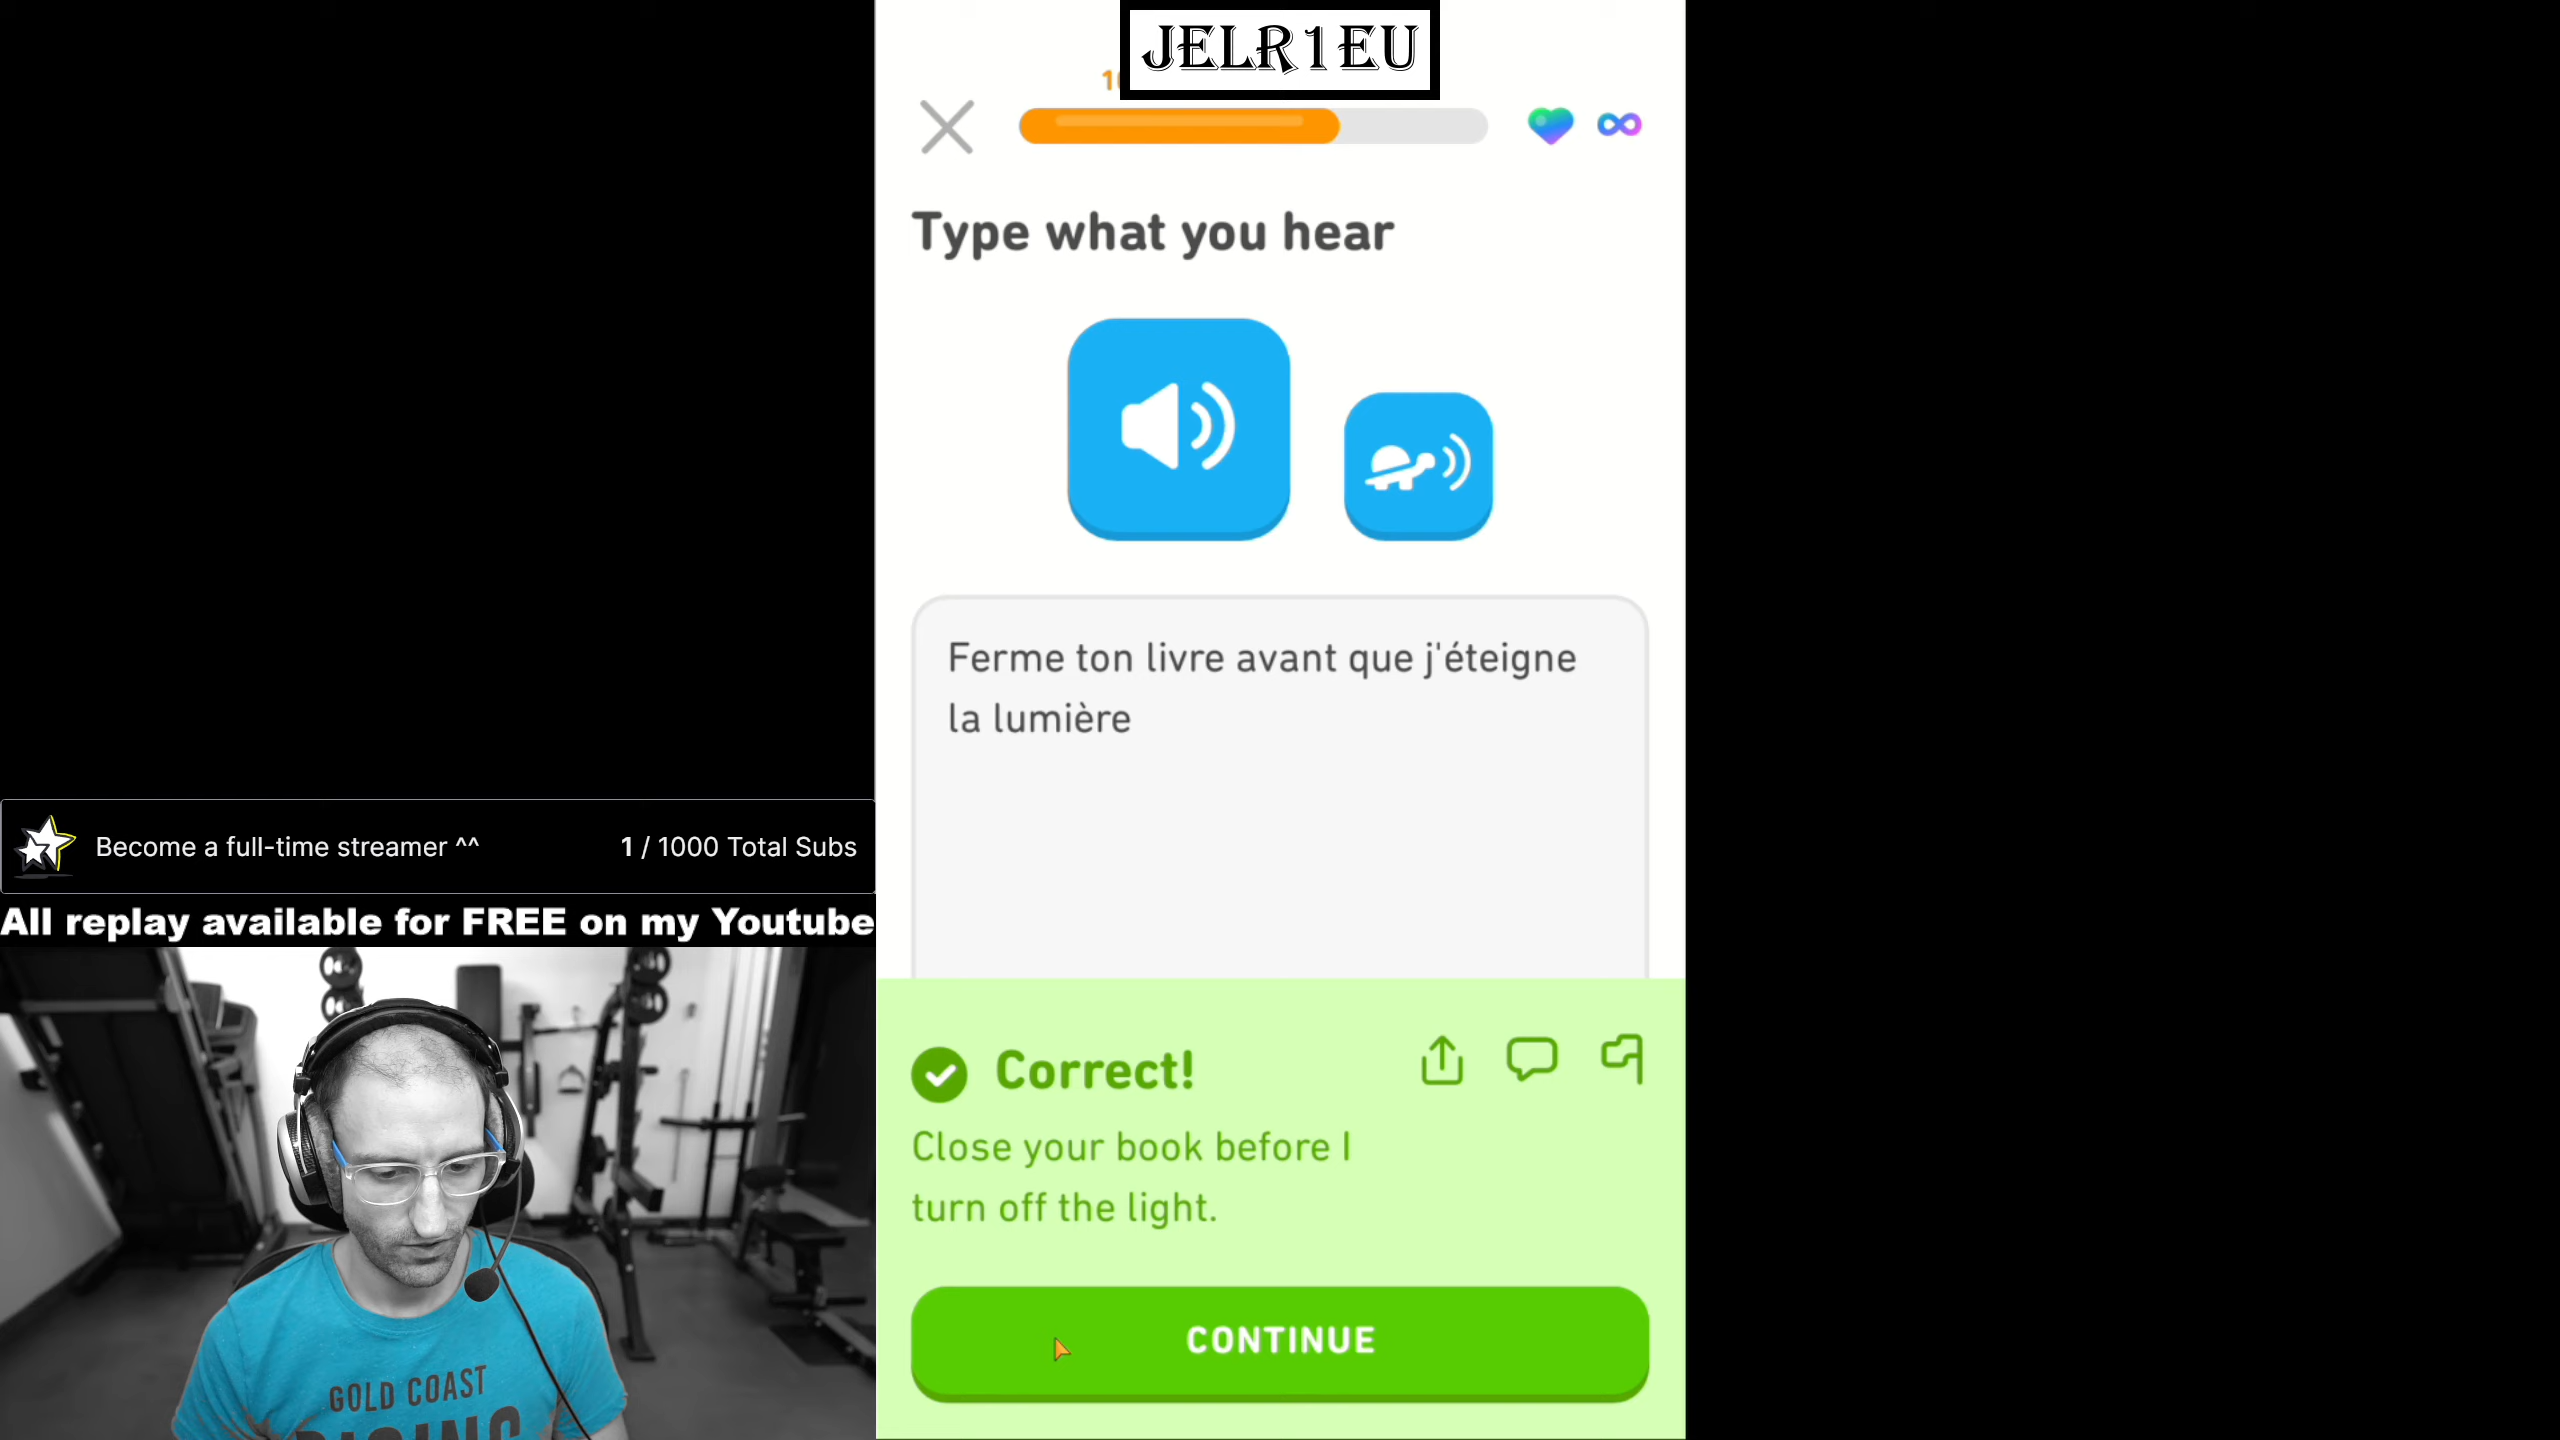 JELR1EU
Type what you hear
Ferme ton livre avant que j'éteigne
la lumière
Become a full-time streamer ^^ 1 / 1000 Total Subs
All replay available for FREE on my Youtube
Correct!
Close your book before I
turn off the light.
CONTINUE
GOLD COAST